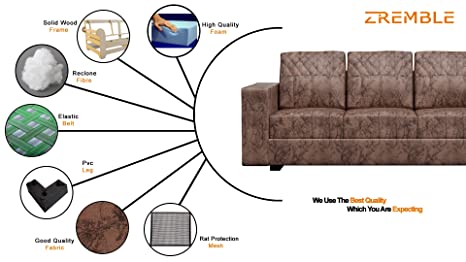 ZREMBLE
Solid Wood
Frame
High Quality
Foam
Reclone
Fibre
Elastic
Belt
Pvc
Leg
Good Quality
Fabric
Rat Protection
Mesh
We Use The Best Quality
Which You Are Expecting